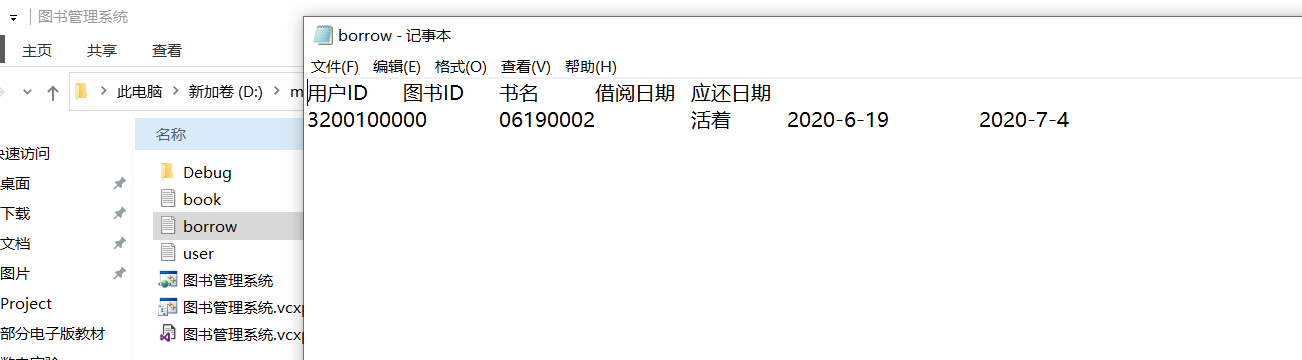 图书管理系统
主页 共享 查看
此电脑 新加卷 (D:)
名称
快速访问
桌面
下载
文档
图片
Project
部分电子版教材
Debug
book
borrow
user
图书管理系统
图书管理系统.vcxp
图书管理系统.vcxp
borrow - 记事本
文件(F) 编辑(E) 格式(O) 查看(V) 帮助(H)
用户ID 图书ID 书名 借阅日期 应还日期
3200100000 06190002 活着 2020-6-19 2020-7-4